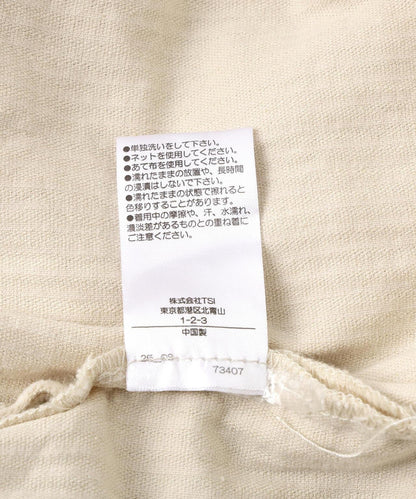 ●単独洗いをして下さい。
●ネットを使用してください。
●あて布を使用してください。
●濡れたままの放置や、長時間
の浸漬はしないで下さい。
●濡れたままの状態で擦れると
色移りすることがあります。
●着用中の摩擦や、汗、水濡れ、
濃淡差があるものとの重ね着に
ご注意ください。
株式会社TSI
東京都港区北青山
1-2-3
中国製
73407